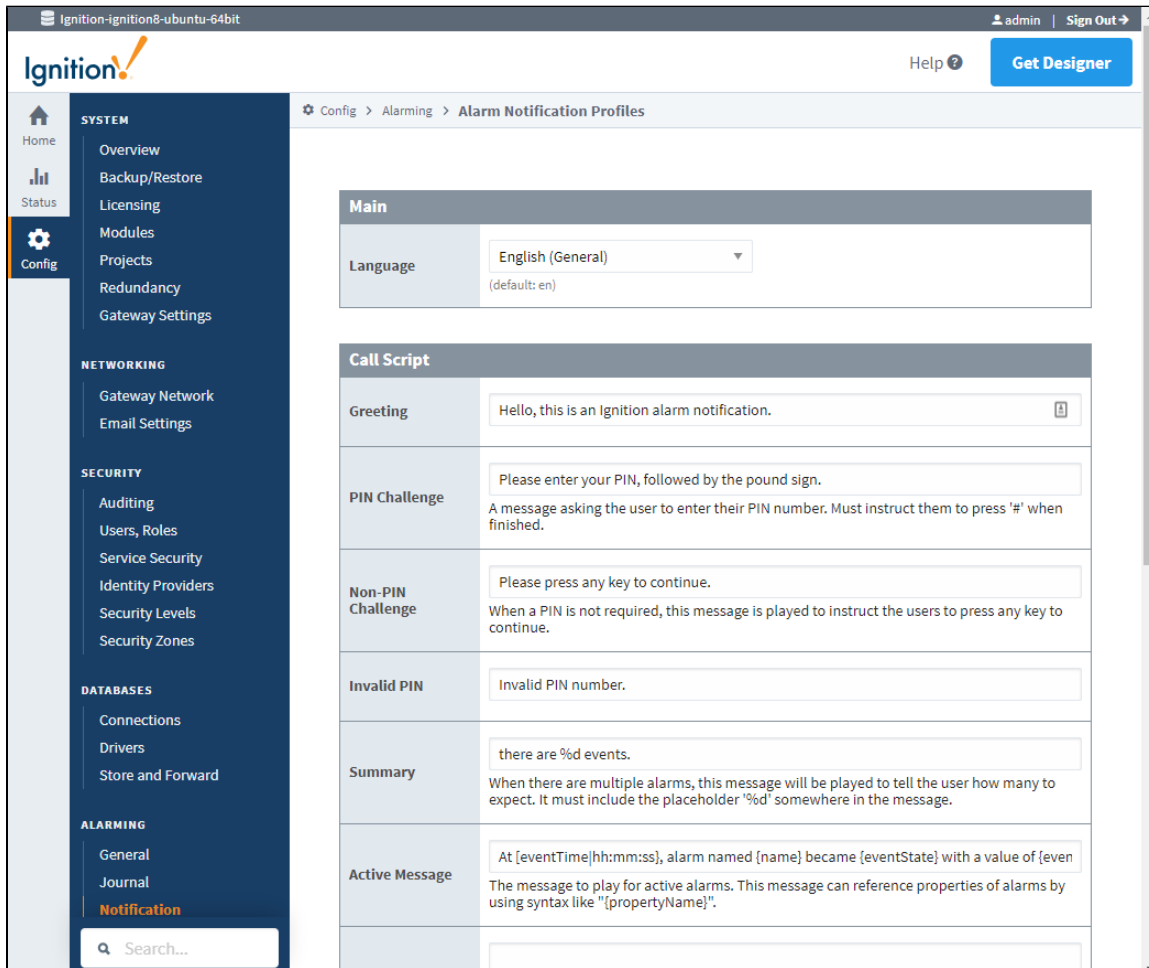 Ignition-ignition8-ubuntu-64bit
admin | Sign Out
Ignition!
Help
Get Designer
Home
Status
Config
SYSTEM
Overview
Backup/Restore
Licensing
Modules
Projects
Redundancy
Gateway Settings
NETWORKING
Gateway Network
Email Settings
SECURITY
Auditing
Users, Roles
Service Security
Identity Providers
Security Levels
Security Zones
DATABASES
Connections
Drivers
Store and Forward
ALARMING
General
Journal
Notification
Search...
Config > Alarming > Alarm Notification Profiles
Main
Language
English (General)
(default: en)
Call Script
Greeting
Hello, this is an Ignition alarm notification.
PIN Challenge
Please enter your PIN, followed by the pound sign.
A message asking the user to enter their PIN number. Must instruct them to press '#' when
finished.
Non-PIN
Challenge
Please press any key to continue.
When a PIN is not required, this message is played to instruct the users to press any key to
continue.
Invalid PIN
Invalid PIN number.
Summary
there are %d events.
When there are multiple alarms, this message will be played to tell the user how many to
expect. It must include the placeholder '%d' somewhere in the message.
Active Message
At [eventTime|hh:mm:ss}, alarm named {name} became {eventState} with a value of {even
The message to play for active alarms. This message can reference properties of alarms by
using syntax like "{propertyName}".